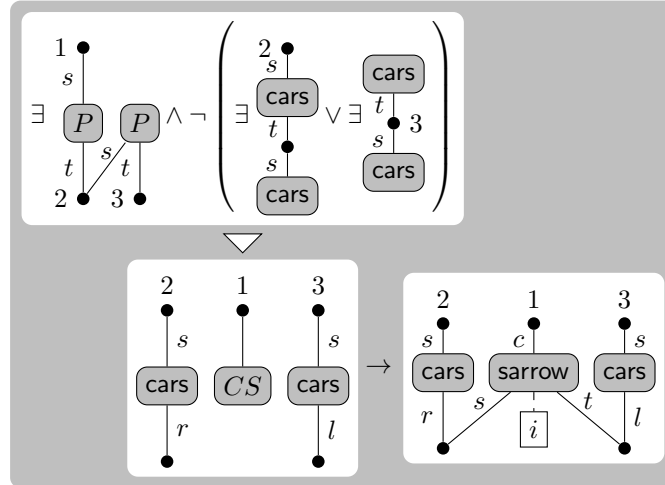 1 2 cars
s s
∃ P P ∧ ¬ ∃ cars ∨ ∃ t 3
t s t t s
2 3 s cars
cars
2 1 3
s s
cars CS cars
r l
→
2 1 3
s c s
cars sarrow cars
r s t l
i